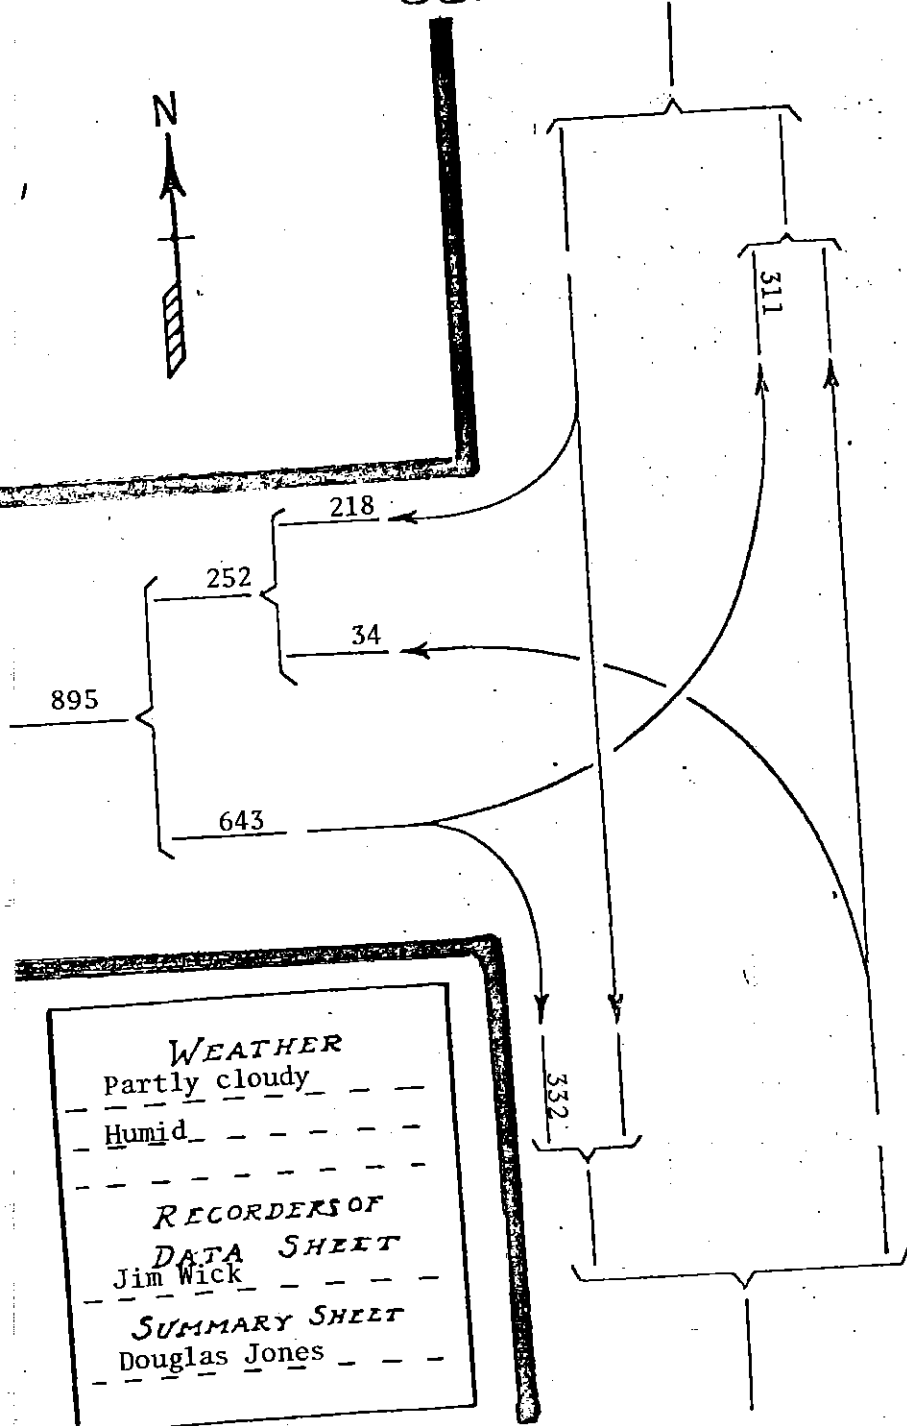 N
311
218
252
34
895
643
332
WEATHER
Partly cloudy
Humid
RECORDERS OF
DATA SHEET
Jim Wick
SUMMARY SHEET
Douglas Jones